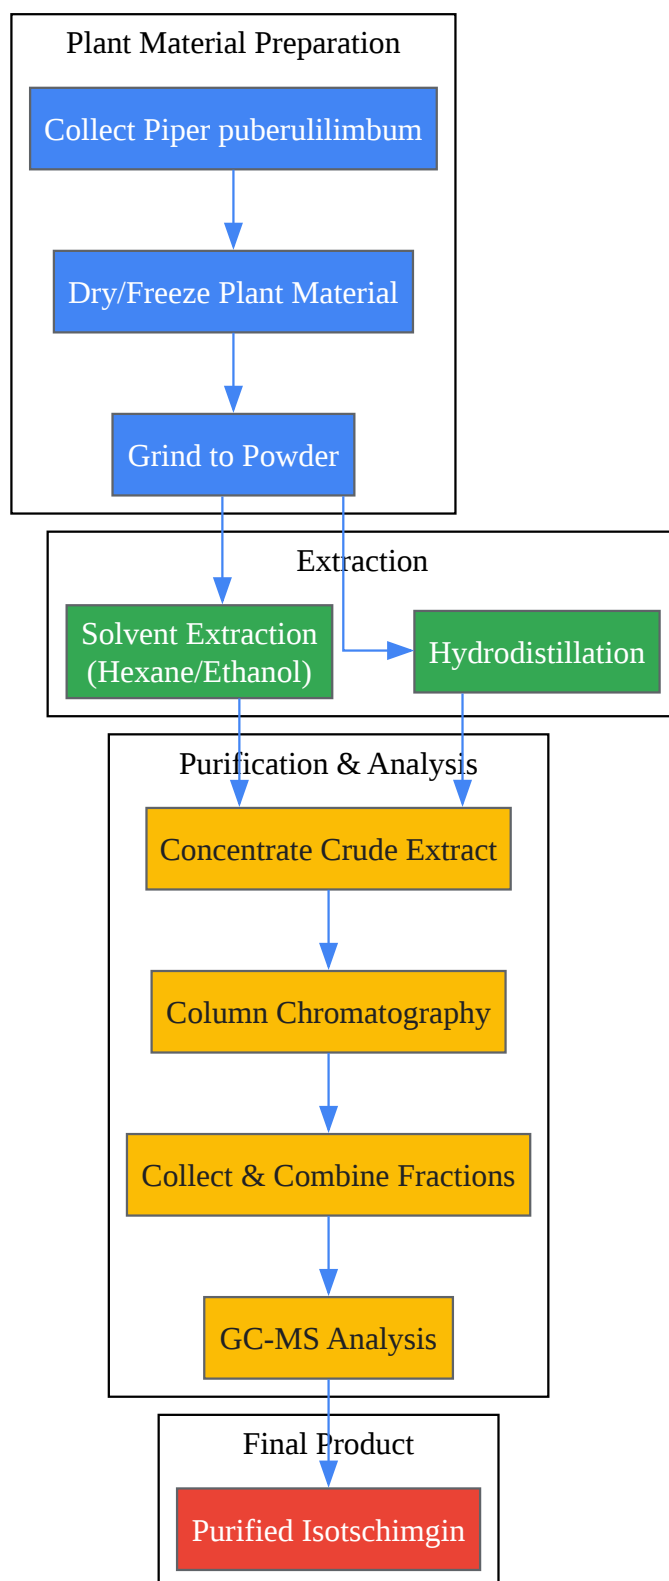 Plant Material Preparation
Collect Piper puberulilimbum
Dry/Freeze Plant Material
Grind to Powder
Extraction
Solvent Extraction
(Hexane/Ethanol)
Hydrodistillation
Purification & Analysis
Concentrate Crude Extract
Column Chromatography
Collect & Combine Fractions
GC-MS Analysis
Final Product
Purified Isotschimgin